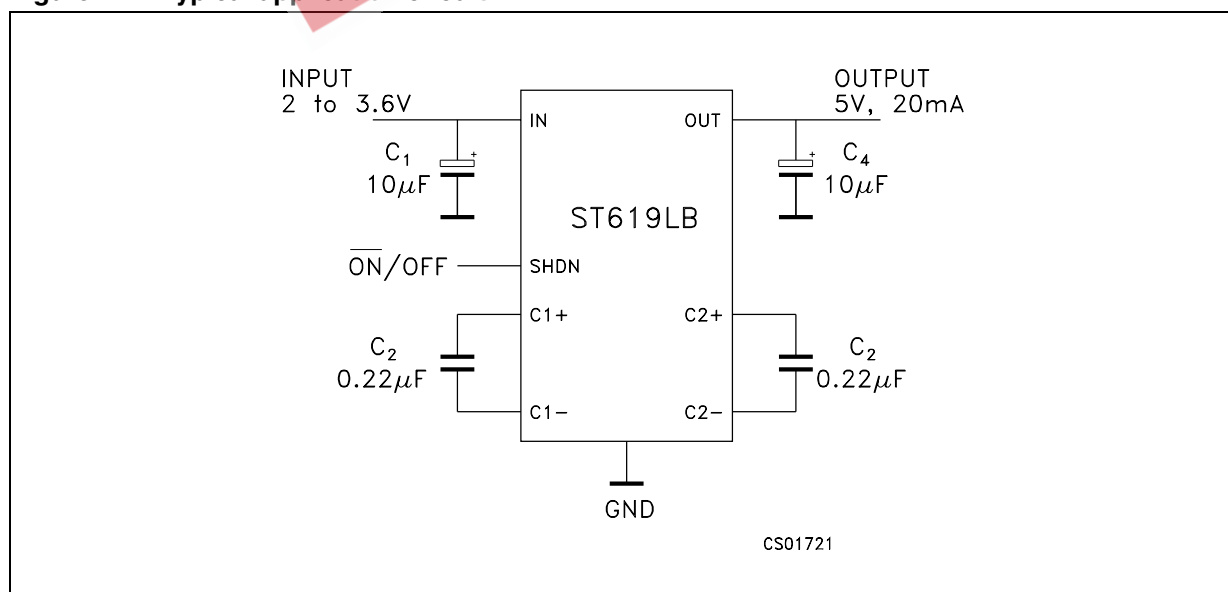 INPUT
2 to 3.6V
OUTPUT
5V, 20mA
IN
OUT
C₁
10μF
C₄
10μF
ST619LB
O̅N̅/OFF
SHDN
C1+
C2+
C₂
0.22μF
C₂
0.22μF
C1−
C2−
GND
CS01721